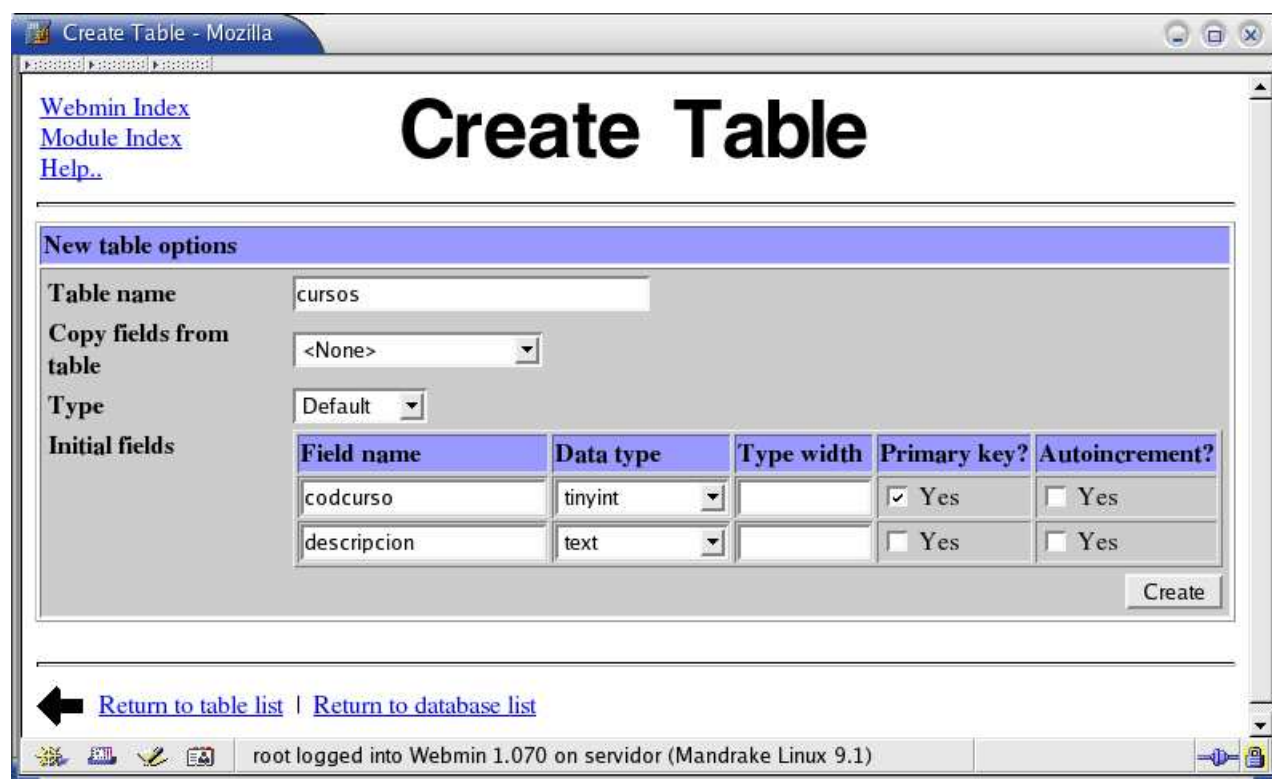 Create Table - Mozilla
Webmin Index
Module Index
Help..
Create Table
New table options
Table name
cursos
Copy fields from
table
<None>
Type
Default
Initial fields
Field name Data type Type width Primary key? Autoincrement?
codcurso tinyint Yes Yes
descripcion text Yes Yes
Create
Return to table list | Return to database list
root logged into Webmin 1.070 on servidor (Mandrake Linux 9.1)